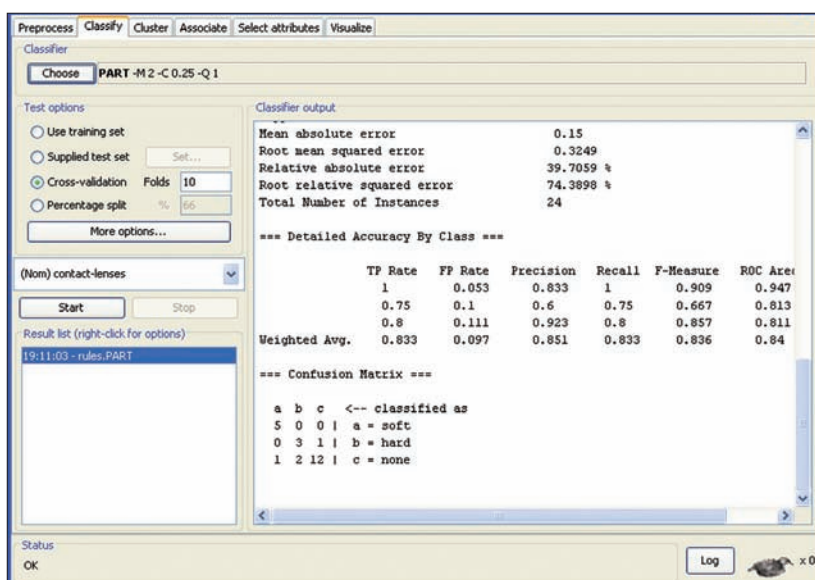 Preprocess Classify Cluster Associate Select attributes Visualize
Classifier
Choose PART -M 2 -C 0.25 -Q 1
Test options
Use training set
Supplied test set Set...
Cross-validation Folds 10
Percentage split % 66
More options...
(Nom) contact-lenses
Start Stop
Result list (right-click for options)
19:11:03 - rules.PART
Classifier output
Mean absolute error 0.15
Root mean squared error 0.3249
Relative absolute error 39.7059 %
Root relative squared error 74.3898 %
Total Number of Instances 24
=== Detailed Accuracy By Class ===
TP Rate FP Rate Precision Recall F-Measure ROC Area
1 0.053 0.833 1 0.909 0.947
0.75 0.1 0.6 0.75 0.667 0.813
0.8 0.111 0.923 0.8 0.857 0.811
Weighted Avg. 0.833 0.097 0.851 0.833 0.836 0.84
=== Confusion Matrix ===
a b c <-- classified as
5 0 0 | a = soft
0 3 1 | b = hard
1 2 12 | c = none
Status
OK
Log
x 0